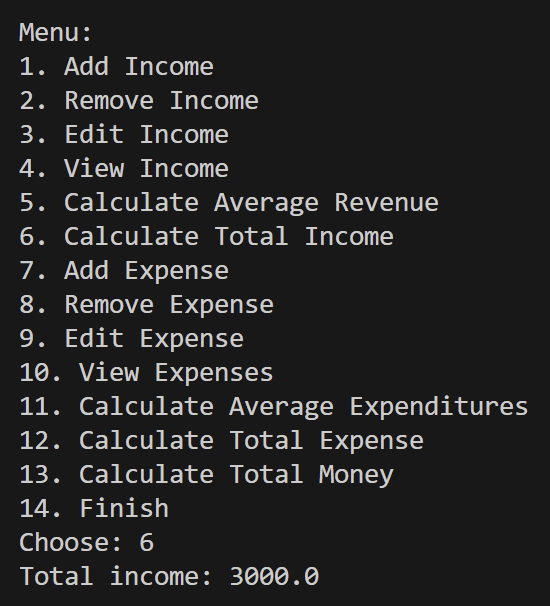 Menu:
1. Add Income
2. Remove Income
3. Edit Income
4. View Income
5. Calculate Average Revenue
6. Calculate Total Income
7. Add Expense
8. Remove Expense
9. Edit Expense
10. View Expenses
11. Calculate Average Expenditures
12. Calculate Total Expense
13. Calculate Total Money
14. Finish
Choose: 6
Total income: 3000.0